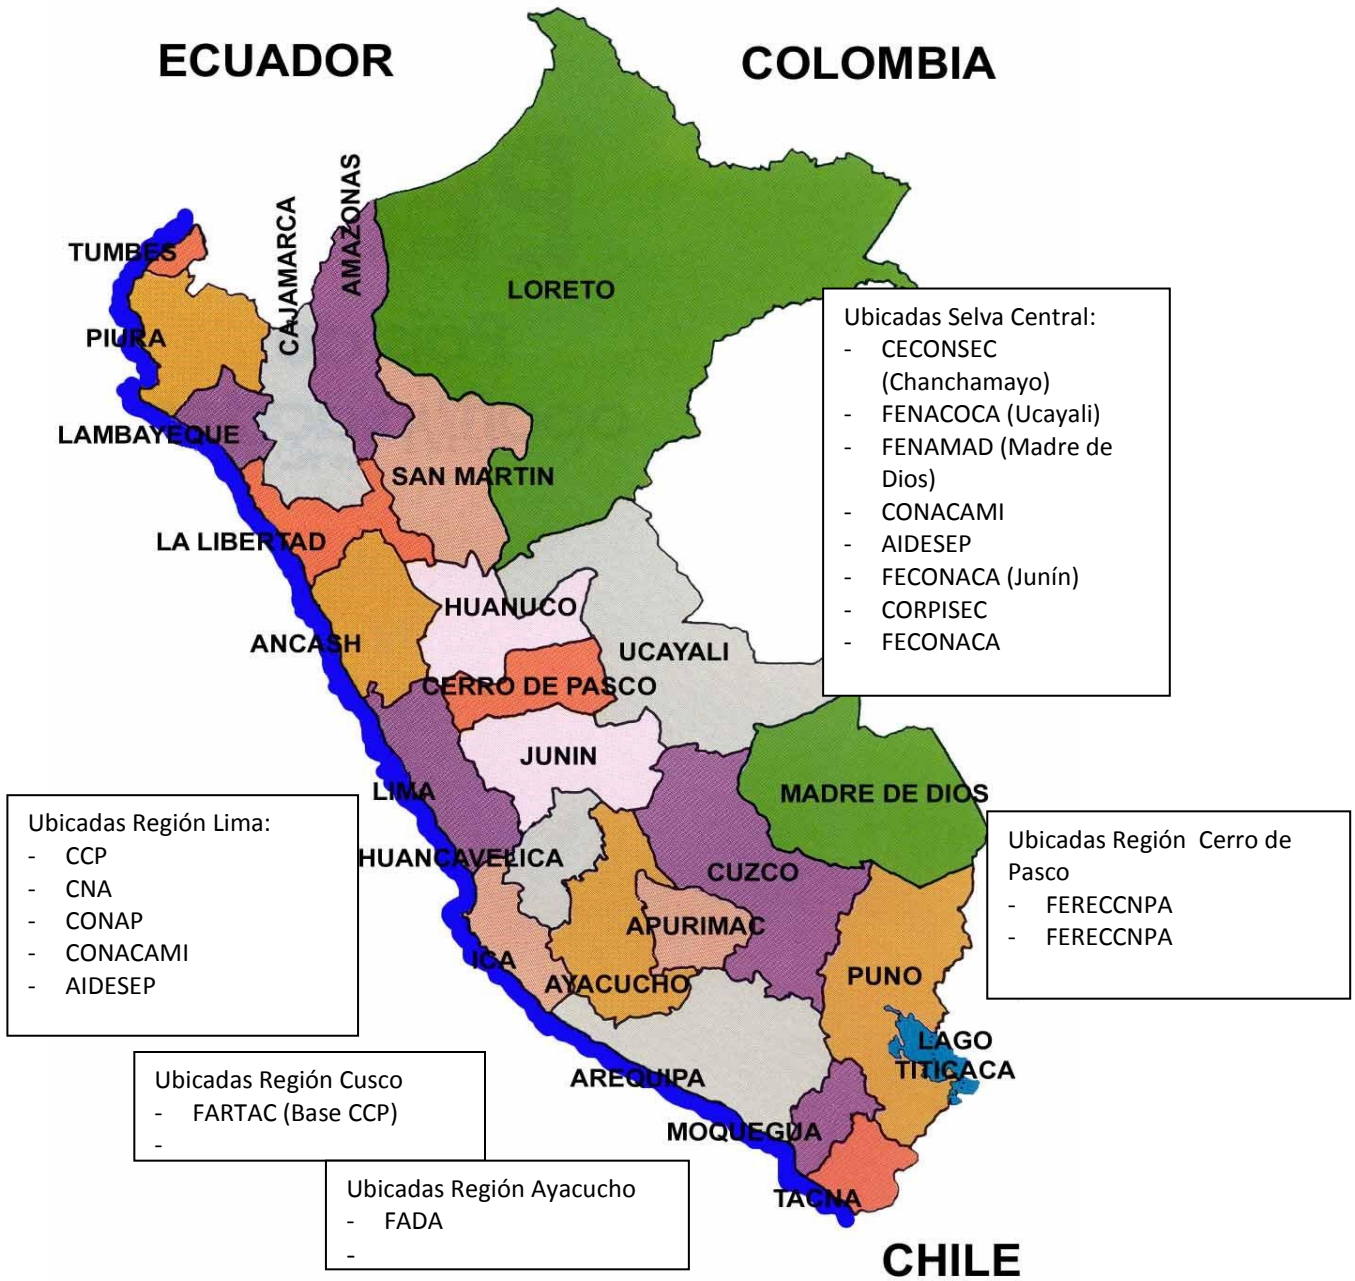 ECUADOR
COLOMBIA
AMAZONAS
CAJAMARCA
TUMBES
LORETO
PIURA
LAMBAYEQUE
SAN MARTIN
LA LIBERTAD
HUANUCO
ANCASH
UCAYALI
CERRO DE PASCO
JUNIN
LIMA
MADRE DE DIOS
HUANCAVELICA
CUZCO
APURIMAC
ICA
AYACUCHO
PUNO
LAGO
TITICACA
AREQUIPA
MOQUEGUA
TACNA
CHILE
Ubicadas Selva Central:
- CECONSEC
(Chanchamayo)
- FENACOCA (Ucayali)
- FENAMAD (Madre de
Dios)
- CONACAMI
- AIDESEP
- FECONACA (Junín)
- CORPISEC
- FECONACA
Ubicadas Región Lima:
- CCP
- CNA
- CONAP
- CONACAMI
- AIDESEP
Ubicadas Región Cerro de
Pasco
- FERECCNPA
- FERECCNPA
Ubicadas Región Cusco
- FARTAC (Base CCP)
-
Ubicadas Región Ayacucho
- FADA
-